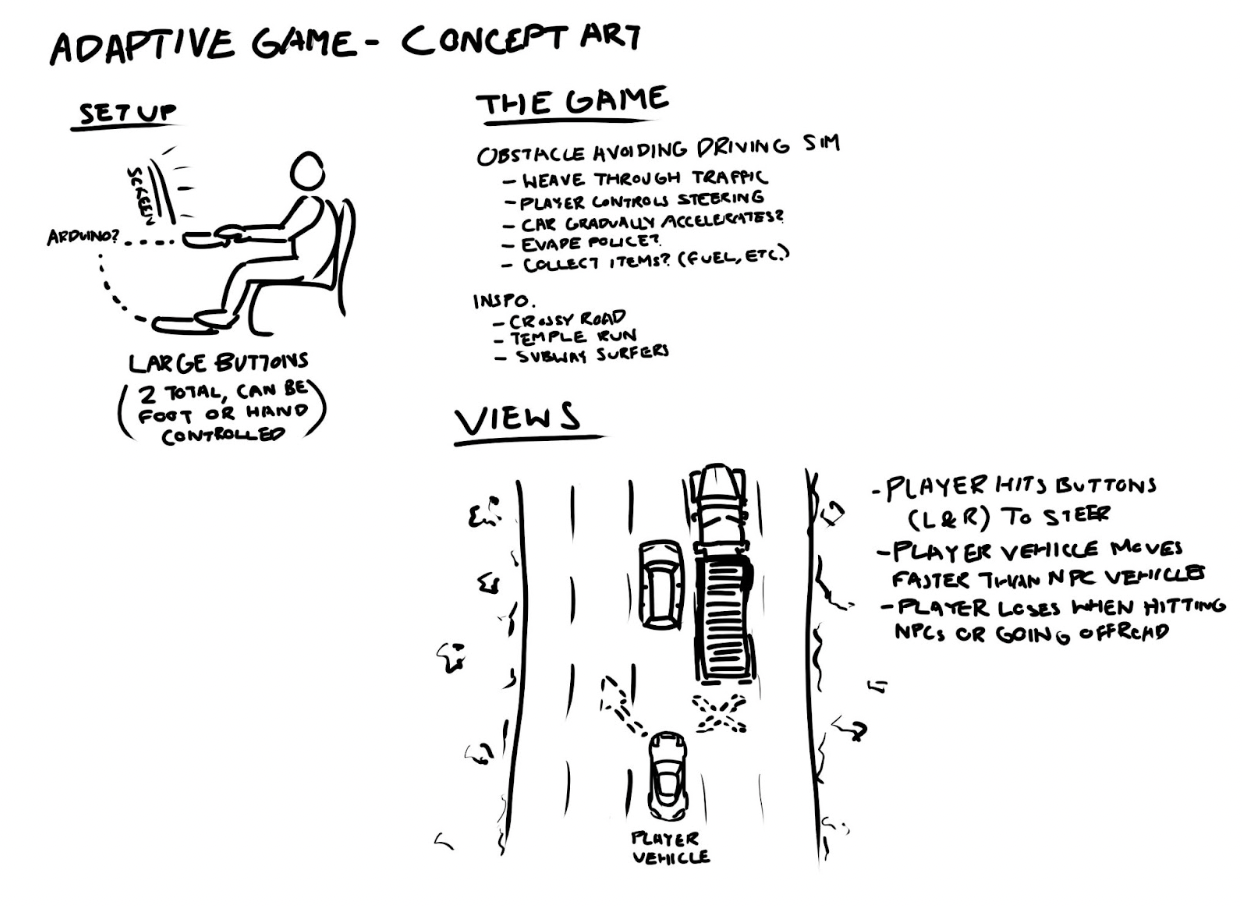 ADAPTIVE GAME - CONCEPT ART
SETUP
SCREEN
ARDUINO?
LARGE BUTTONS
(2 TOTAL, CAN BE
FOOT OR HAND
CONTROLLED)
THE GAME
OBSTACLE AVOIDING DRIVING SIM
- WEAVE THROUGH TRAFFIC
- PLAYER CONTROLS STEERING
- CAR GRADUALLY ACCELERATES?
- EVADE POLICE?
- COLLECT ITEMS? (FUEL, ETC.)
INSPO.
- CROSSY ROAD
- TEMPLE RUN
- SUBWAY SURFERS
VIEWS
- PLAYER HITS BUTTONS
(L & R) TO STEER
- PLAYER VEHICLE MOVES
FASTER THAN NPC VEHICLE
- PLAYER LOSES WHEN HITTING
NPCS OR GOING OFFROAD
PLAYER
VEHICLE